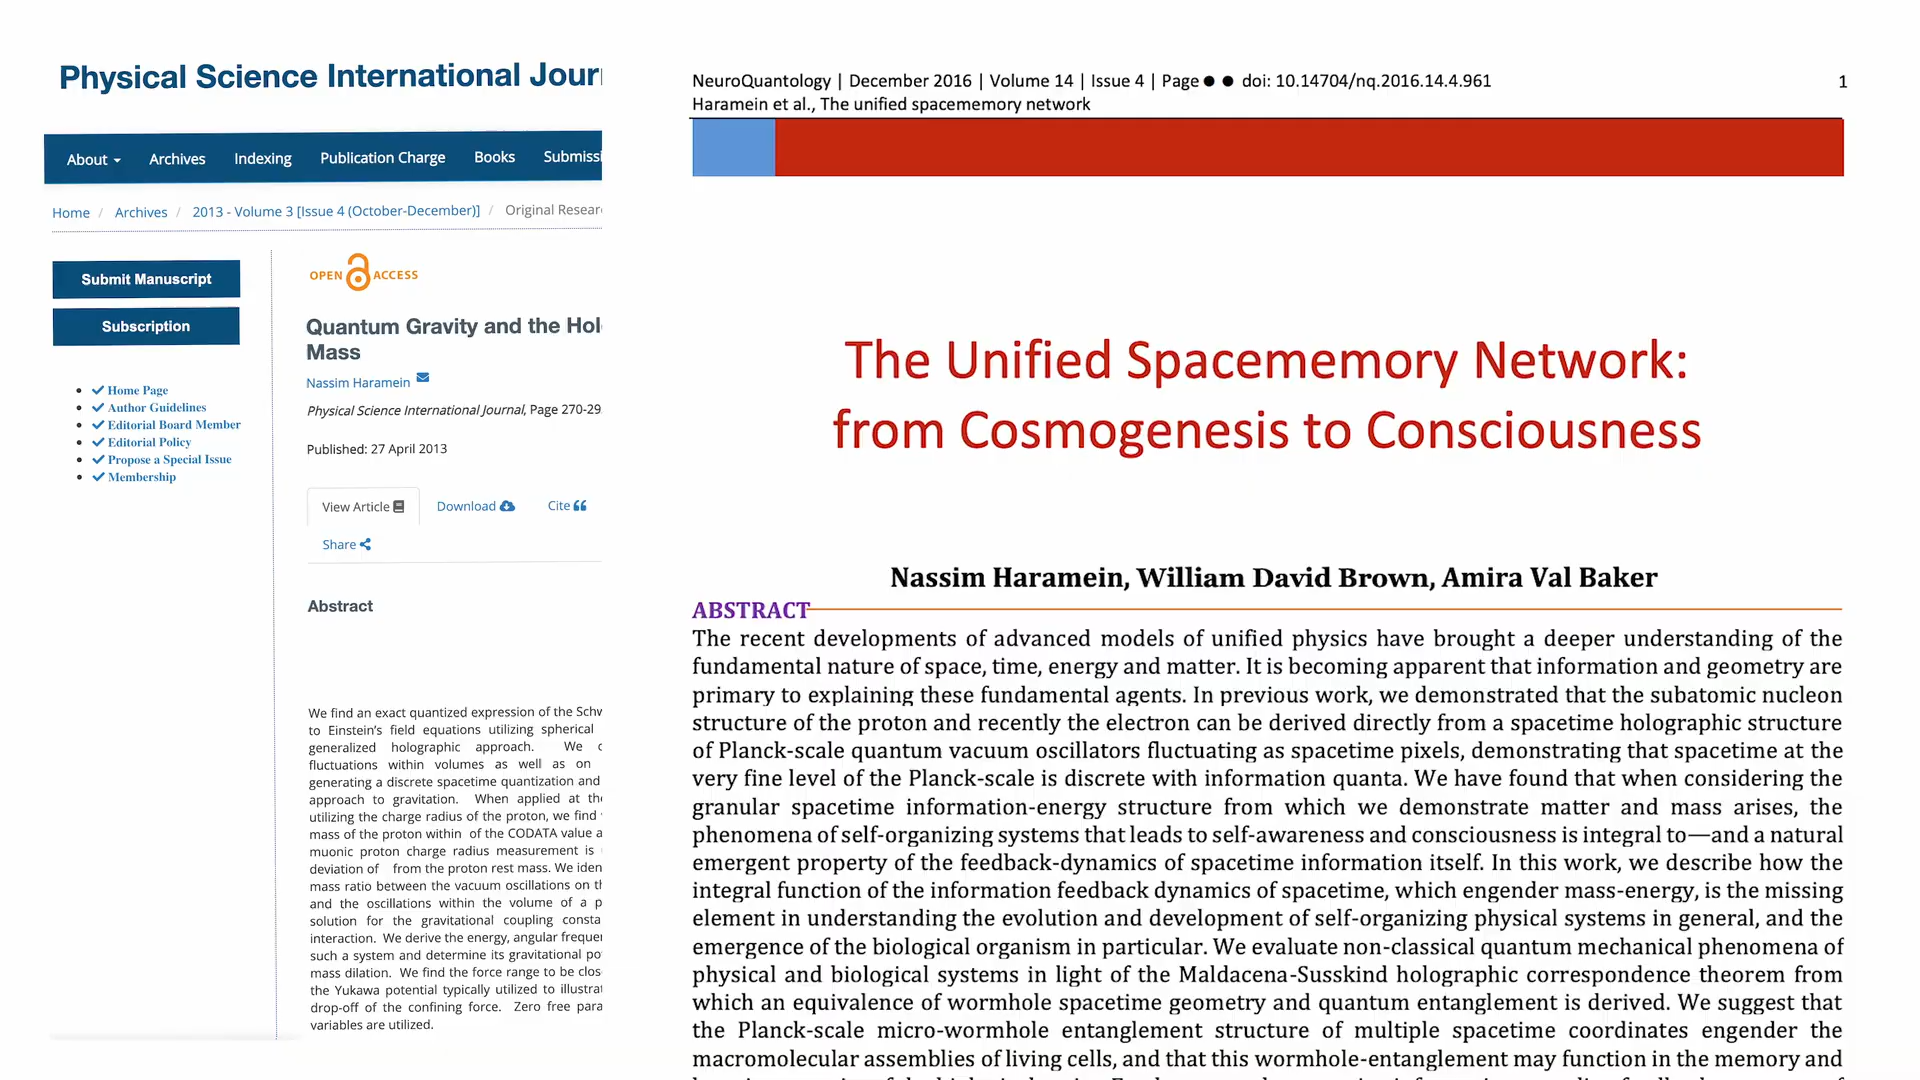 Physical Science International Jour
About
Archives
Indexing
Publication Charge
Books
Submissi
Home / Archives / 2013 - Volume 3 [Issue 4 (October-December)] / Original Resear
Submit Manuscript
Subscription
Home Page
Author Guidelines
Editorial Board Member
Editorial Policy
Propose a Special Issue
Membership
OPEN ACCESS
Quantum Gravity and the Hol
Mass
Nassim Haramein
Physical Science International Journal, Page 270-29
Published: 27 April 2013
View Article
Download
Cite
Share
Abstract
We find an exact quantized expression of the Schw
to Einstein's field equations utilizing spherical
generalized holographic approach. We c
fluctuations within volumes as well as on
generating a discrete spacetime quantization and
approach to gravitation. When applied at the
utilizing the charge radius of the proton, we find
mass of the proton within of the CODATA value a
muonic proton charge radius measurement is
deviation of from the proton rest mass. We iden
mass ratio between the vacuum oscillations on th
and the oscillations within the volume of a p
solution for the gravitational coupling consta
interaction. We derive the energy, angular frequen
such a system and determine its gravitational po
mass dilation. We find the force range to be clos
the Yukawa potential typically utilized to illustrat
drop-off of the confining force. Zero free para
variables are utilized.
NeuroQuantology | December 2016 | Volume 14 | Issue 4 | Page ● ● doi: 10.14704/nq.2016.14.4.961
1
Haramein et al., The unified spacememory network
The Unified Spacememory Network:
from Cosmogenesis to Consciousness
Nassim Haramein, William David Brown, Amira Val Baker
ABSTRACT
The recent developments of advanced models of unified physics have brought a deeper understanding of the
fundamental nature of space, time, energy and matter. It is becoming apparent that information and geometry are
primary to explaining these fundamental agents. In previous work, we demonstrated that the subatomic nucleon
structure of the proton and recently the electron can be derived directly from a spacetime holographic structure
of Planck-scale quantum vacuum oscillators fluctuating as spacetime pixels, demonstrating that spacetime at the
very fine level of the Planck-scale is discrete with information quanta. We have found that when considering the
granular spacetime information-energy structure from which we demonstrate matter and mass arises, the
phenomena of self-organizing systems that leads to self-awareness and consciousness is integral to—and a natural
emergent property of the feedback-dynamics of spacetime information itself. In this work, we describe how the
integral function of the information feedback dynamics of spacetime, which engender mass-energy, is the missing
element in understanding the evolution and development of self-organizing physical systems in general, and the
emergence of the biological organism in particular. We evaluate non-classical quantum mechanical phenomena of
physical and biological systems in light of the Maldacena-Susskind holographic correspondence theorem from
which an equivalence of wormhole spacetime geometry and quantum entanglement is derived. We suggest that
the Planck-scale micro-wormhole entanglement structure of multiple spacetime coordinates engender the
macromolecular assemblies of living cells, and that this wormhole-entanglement may function in the memory and